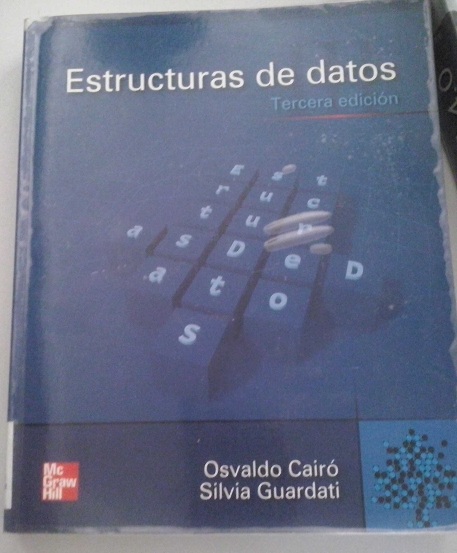 Estructuras de datos
Tercera edición
E s t
r u c
t u n
a s D e D
a t o
s
Mc
Graw
Hill
Osvaldo Cairó
Silvia Guardati